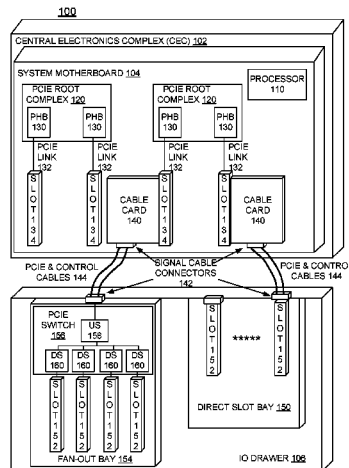 100
CENTRAL ELECTRONICS COMPLEX (CEC) 102
SYSTEM MOTHERBOARD 104
PROCESSOR
110
PCIE ROOT
COMPLEX 120
PCIE ROOT
COMPLEX 120
PHB
130
PHB
130
PHB
130
PHB
130
PCIE
LINK
132
PCIE
LINK
132
PCIE
LINK
132
PCIE
LINK
132
SLOT 134
SLOT 134
CABLE
CARD
140
SLOT 134
SLOT 134
CABLE
CARD
140
PCIE & CONTROL
CABLES 144
SIGNAL CABLE
CONNECTORS
142
PCIE & CONTRO
CABLES 144
PCIE
SWITCH
156
US
158
DS
160
DS
160
DS
160
DS
160
SLOT 152
SLOT 152
SLOT 152
SLOT 152
SLOT 152
*****
SLOT 152
DIRECT SLOT BAY 150
FAN-OUT BAY 154
IO DRAWER 106